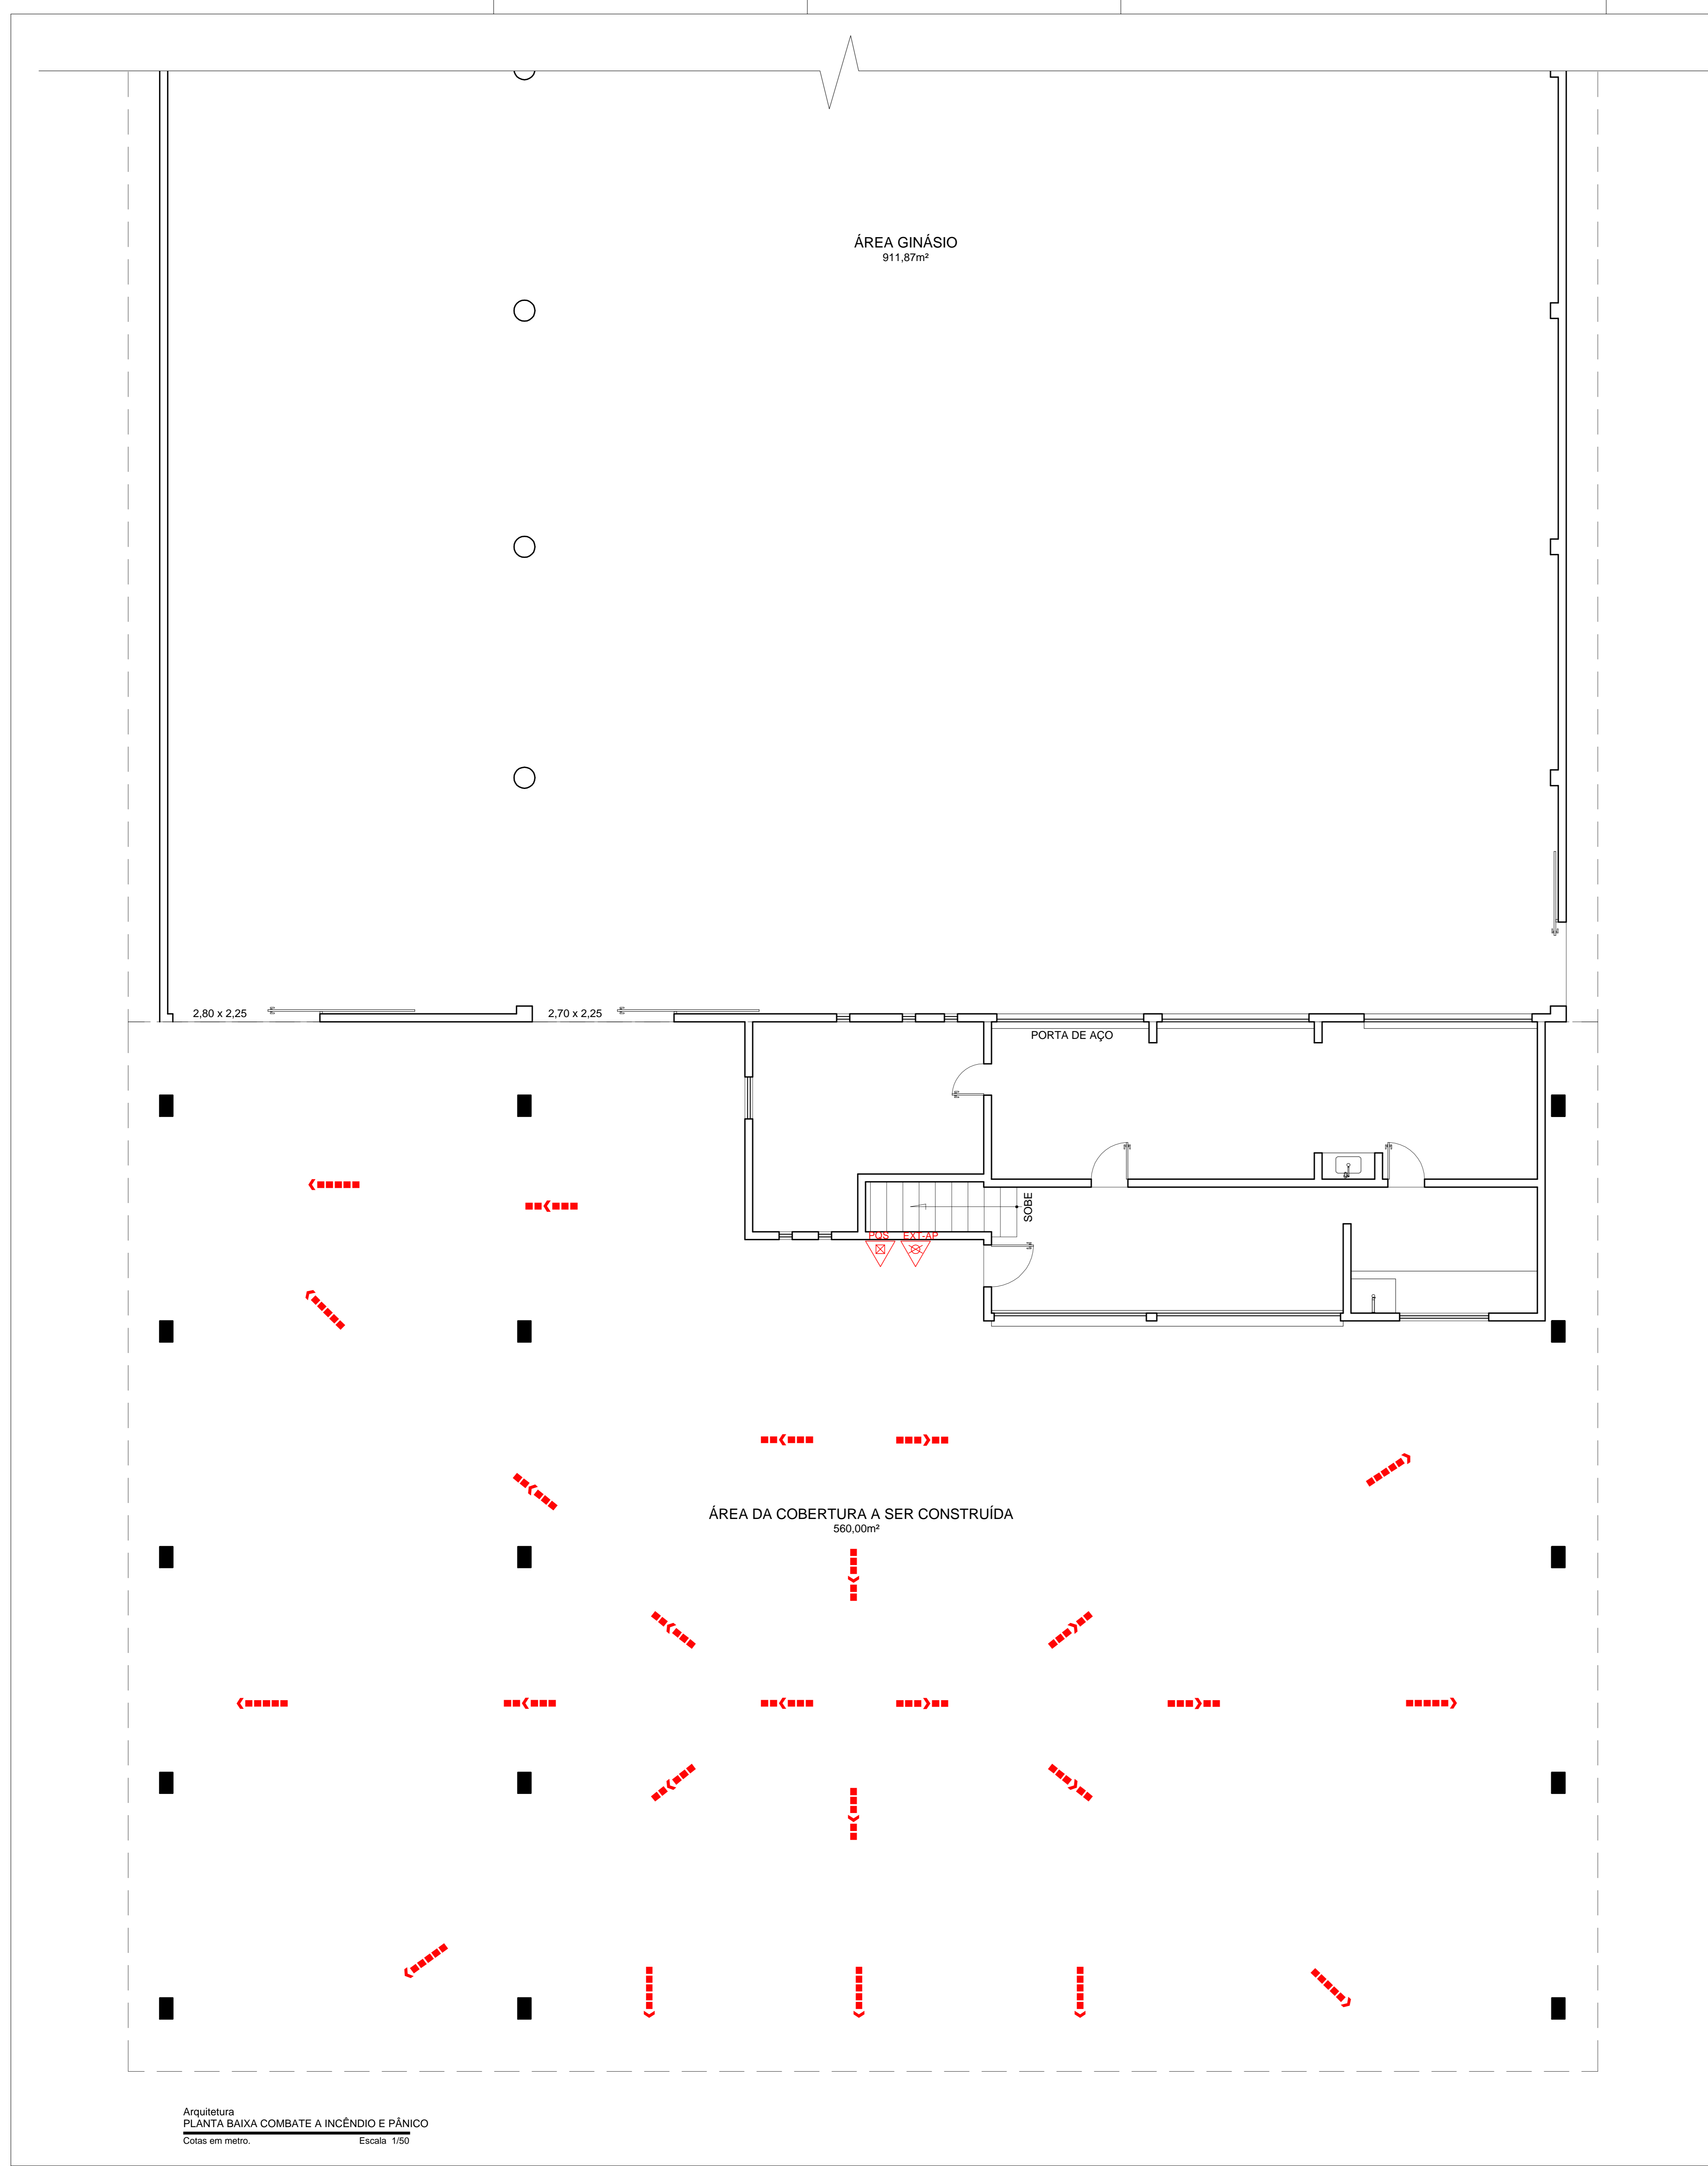 ÁREA GINÁSIO
911,87m²
2,80 x 2,25
2,70 x 2,25
PORTA DE AÇO
SOBE
PQS
EXT-AP
ÁREA DA COBERTURA A SER CONSTRUÍDA
560,00m²
Arquitetura
PLANTA BAIXA COMBATE A INCÊNDIO E PÂNICO
Cotas em metro.
Escala 1/50